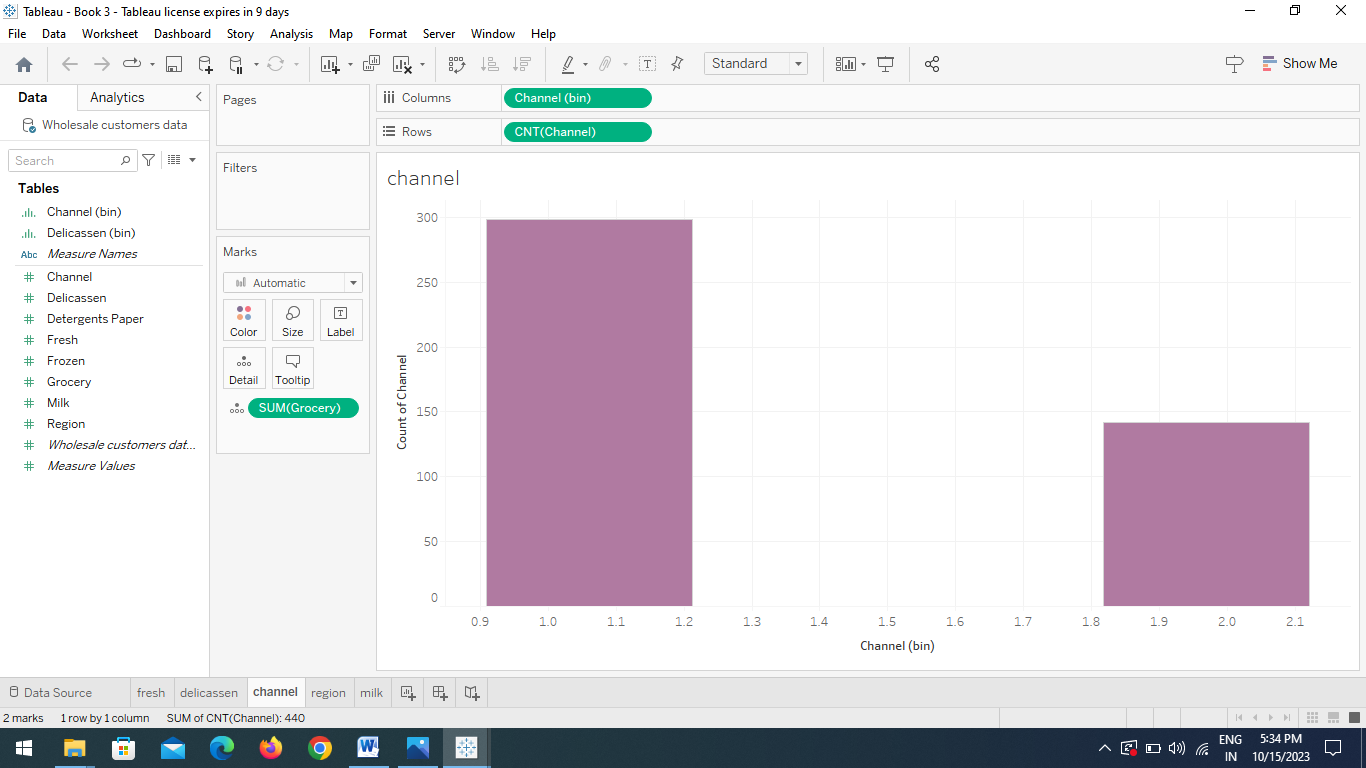 Tableau - Book 3 - Tableau license expires in 9 days
File Data Worksheet Dashboard Story Analysis Map Format Server Window Help
Standard
Show Me
Data Analytics
Wholesale customers data
Search
Tables
Channel (bin)
Delicassen (bin)
Abc Measure Names
Channel
Delicassen
Detergents Paper
Fresh
Frozen
Grocery
Milk
Region
Wholesale customers dat...
Measure Values
Pages
Filters
Marks
Automatic
Color Size Label
Detail Tooltip
SUM(Grocery)
Columns Channel (bin)
Rows CNT(Channel)
channel
Count of Channel
300
250
200
150
100
50
0
0.9 1.0 1.1 1.2 1.3 1.4 1.5 1.6 1.7 1.8 1.9 2.0 2.1
Channel (bin)
Data Source fresh delicassen channel region milk
2 marks 1 row by 1 column SUM of CNT(Channel): 440
ENG
IN
5:34 PM
10/15/2023